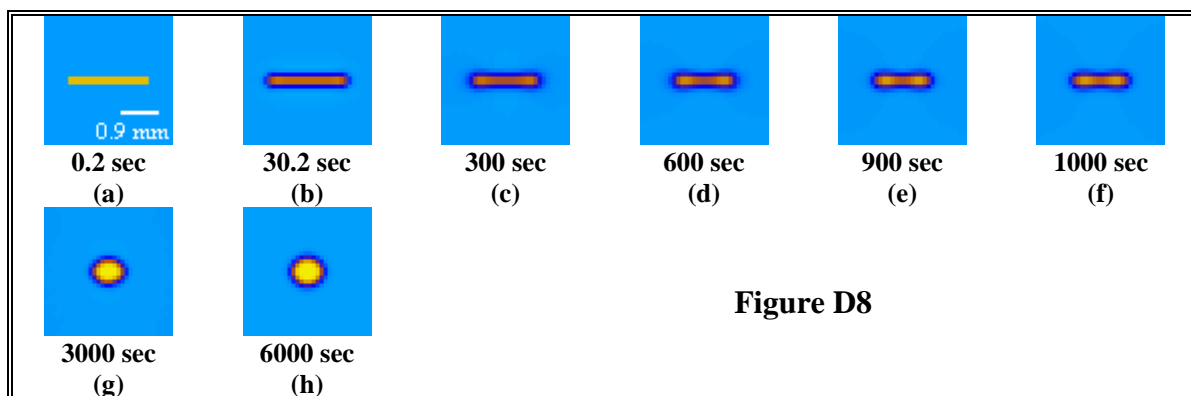 0.9 mm
0.2 sec 30.2 sec 300 sec 600 sec 900 sec 1000 sec
(a) (b) (c) (d) (e) (f)
Figure D8
3000 sec 6000 sec
(g) (h)